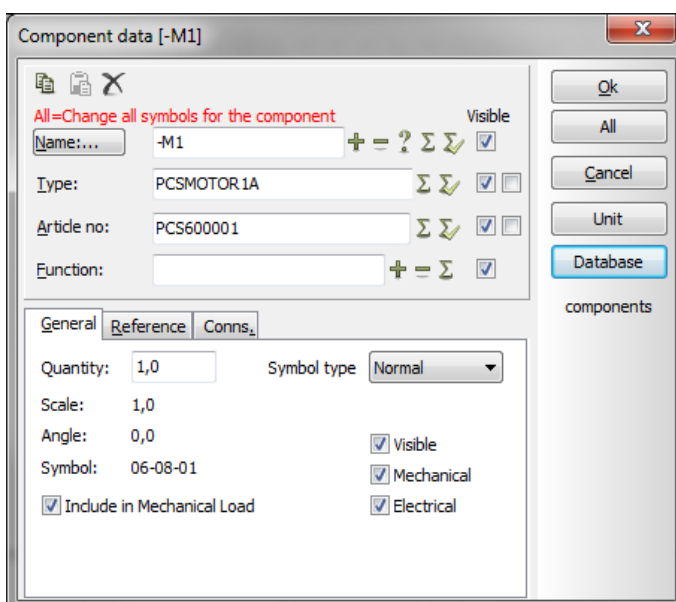 Component data [-M1]
All=Change all symbols for the component
Visible
Name:... -M1
Type: PCSMOTOR1A
Article no: PCS600001
Function:
Ok
All
Cancel
Unit
Database
components
General Reference Conns.
Quantity: 1,0 Symbol type Normal
Scale: 1,0
Angle: 0,0
Visible
Symbol: 06-08-01
Mechanical
Include in Mechanical Load
Electrical